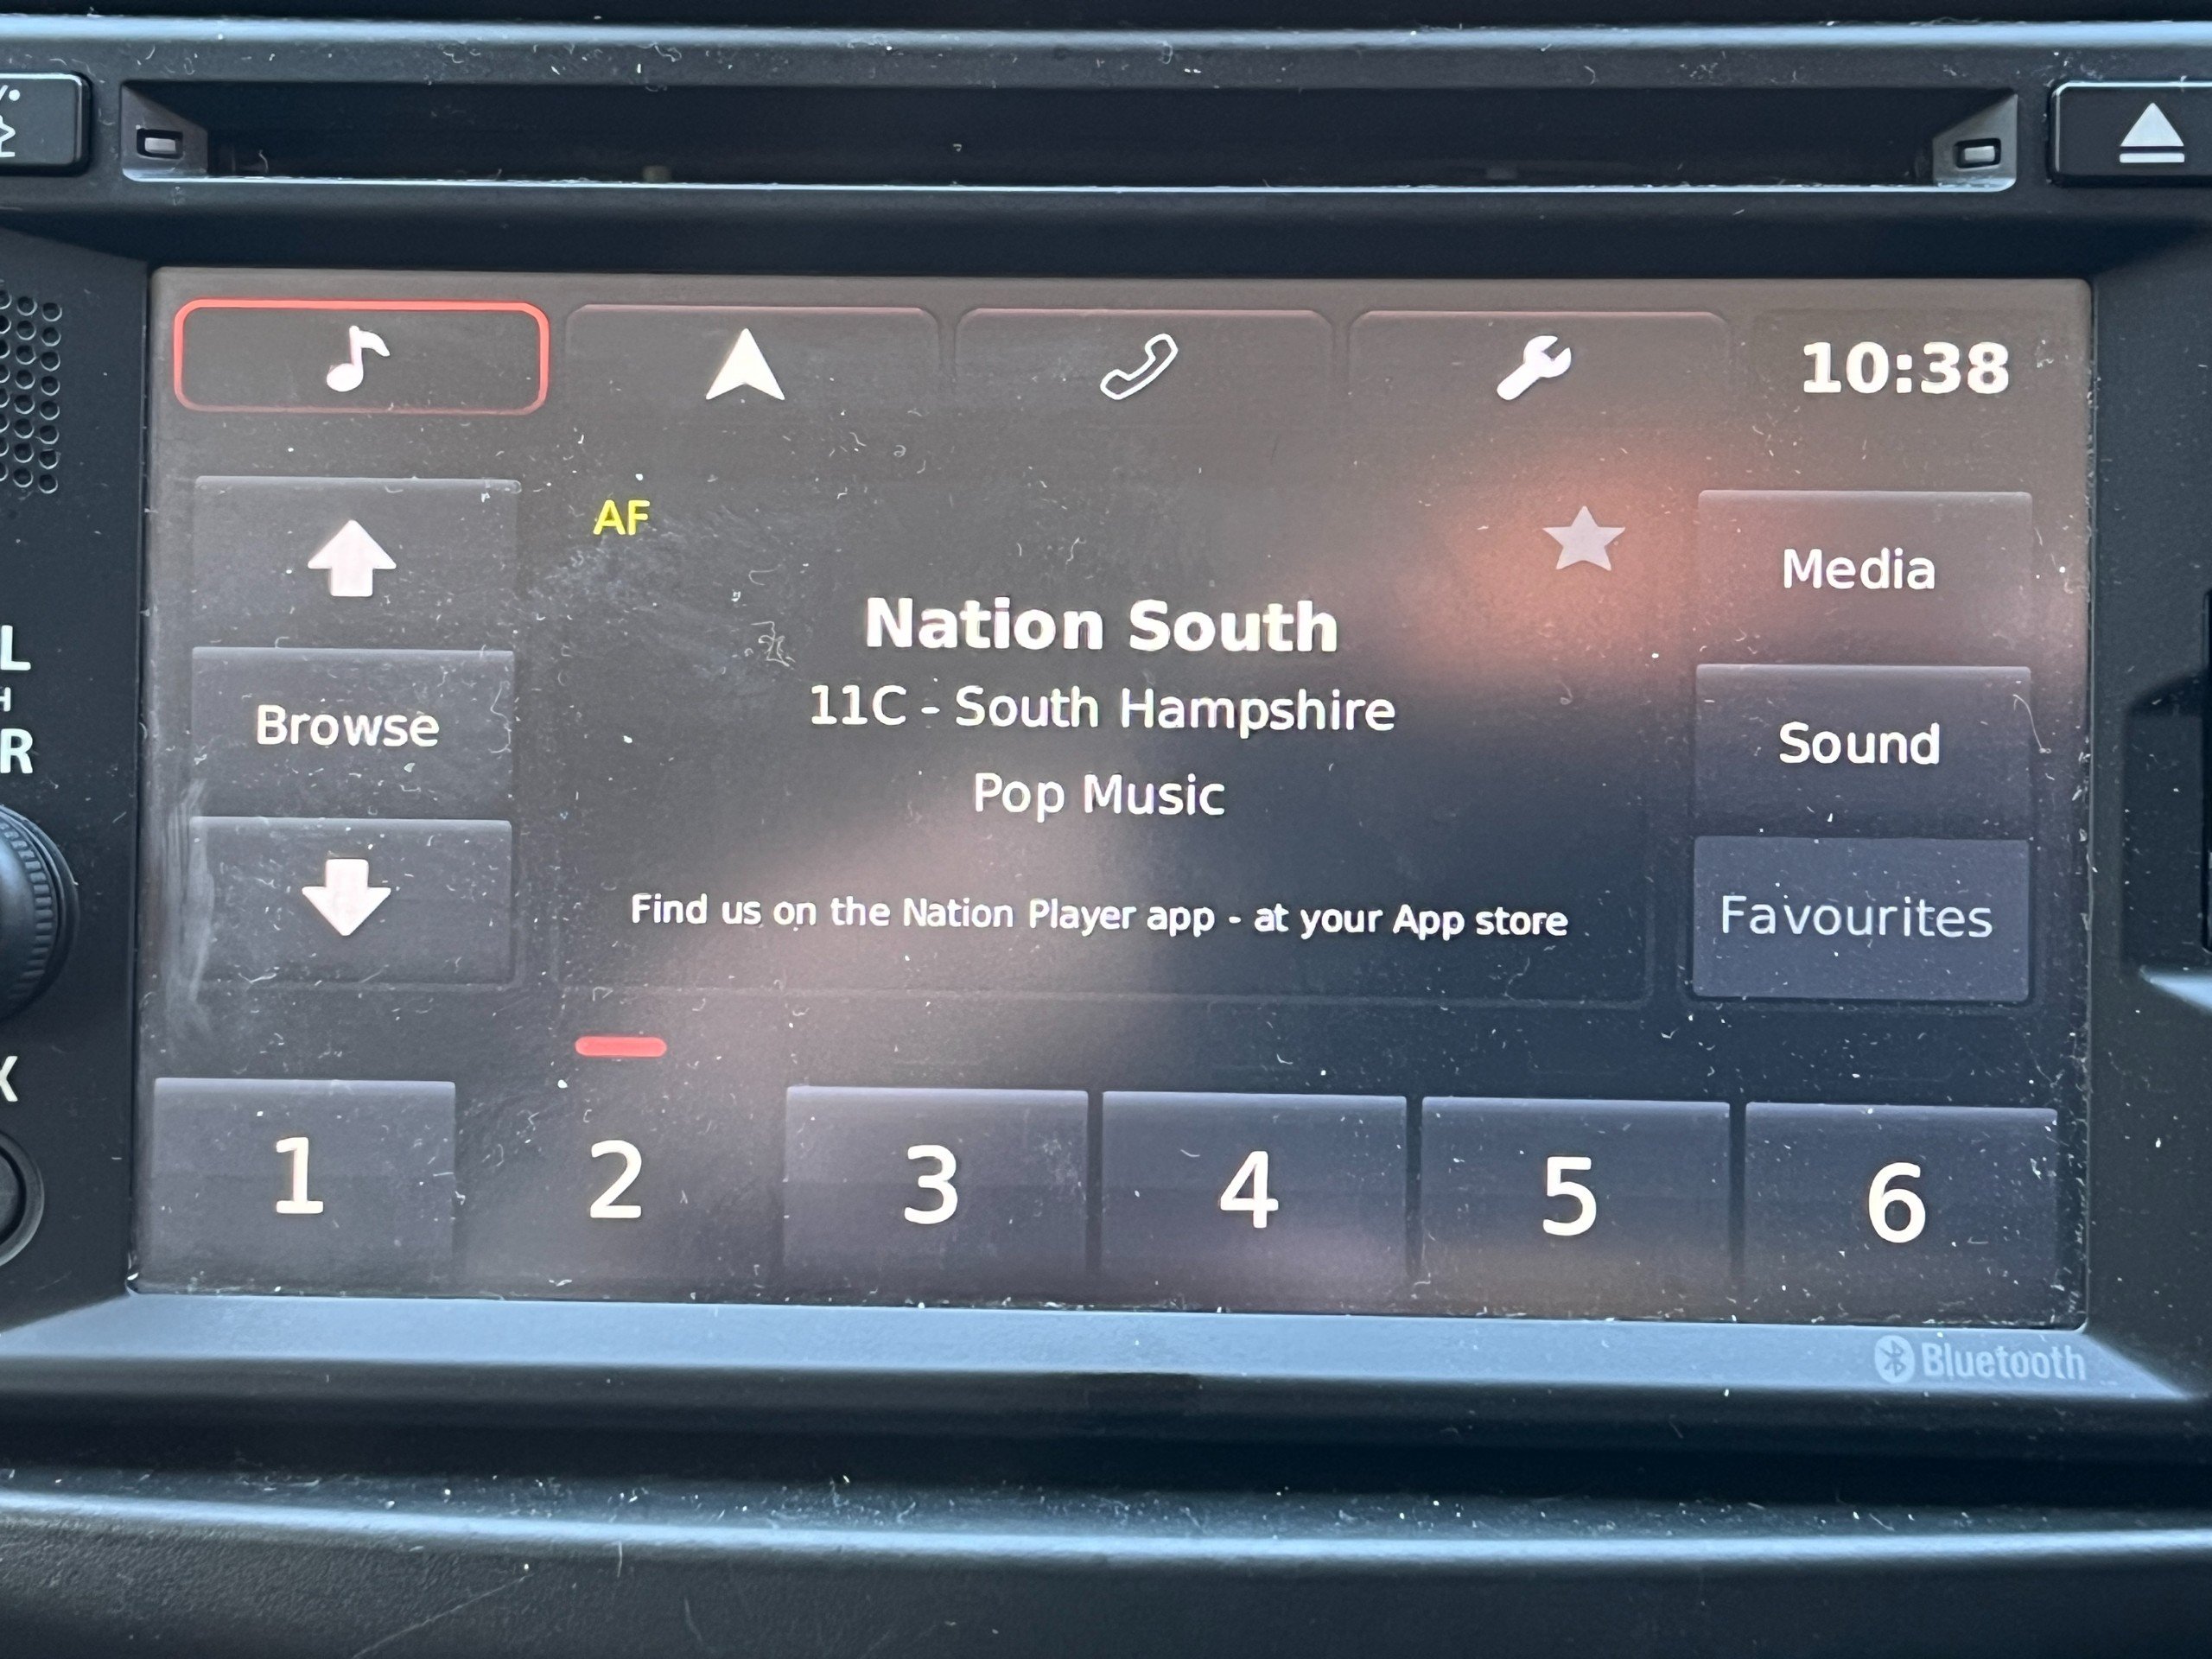 10:38
AF
Media
Nation South
11C - South Hampshire
Browse
Sound
Pop Music
Find us on the Nation Player app - at your App store
Favourites
1 2 3 4 5 6
Bluetooth